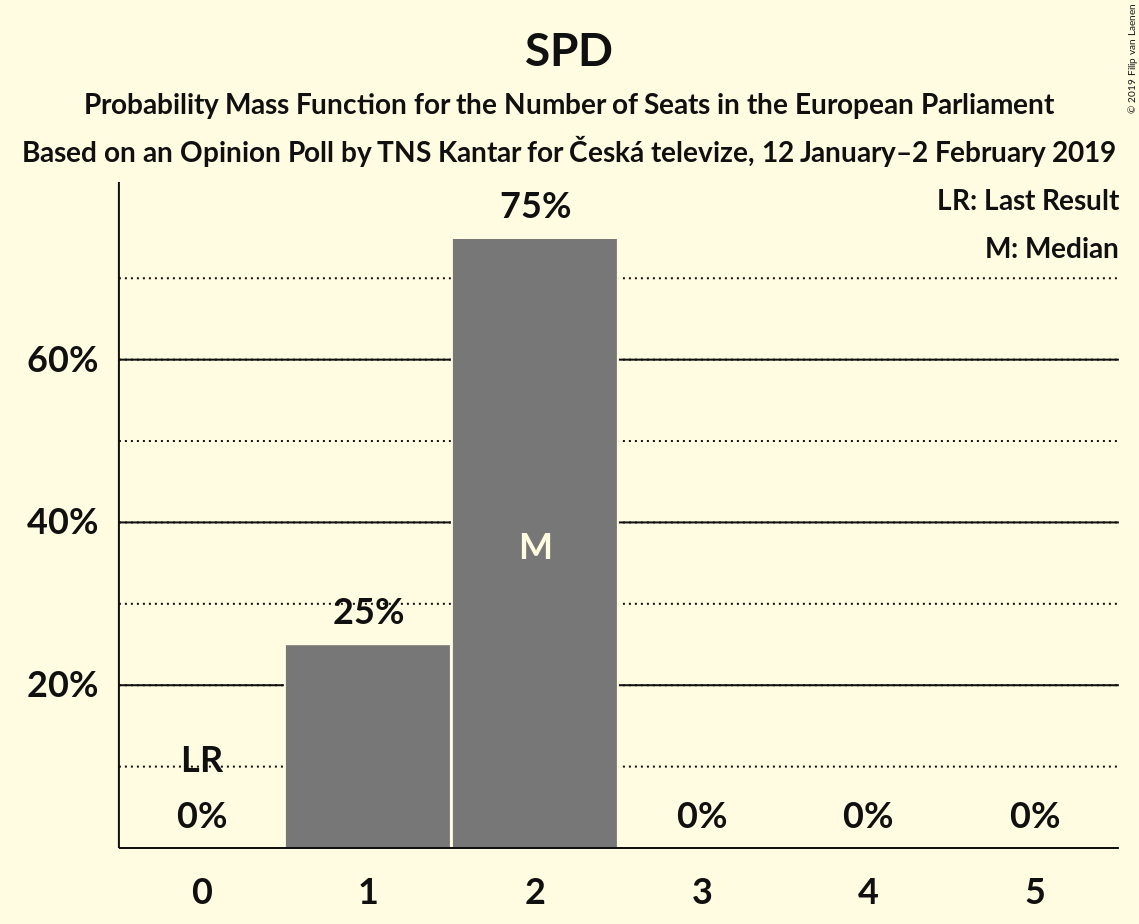 SPD
Probability Mass Function for the Number of Seats in the European Parliament
Based on an Opinion Poll by TNS Kantar for Česká televize, 12 January–2 February 2019
© 2019 Filip van Laenen
LR: Last Result
M: Median
75%
60%
40%
M
25%
20%
LR
0%
0%
0%
0%
0 1 2 3 4 5